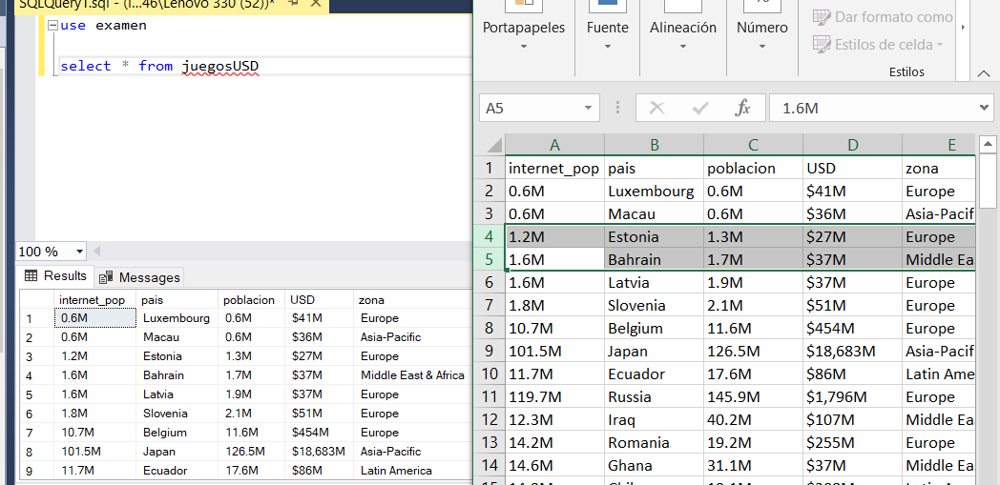 SQLQuery1.sql - (l...46\Lenovo 330 (52))*
use examen
select * from juegosUSD
100 %
Results Messages
internet_pop pais poblacion USD zona
1 0.6M Luxembourg 0.6M $41M Europe
2 0.6M Macau 0.6M $36M Asia-Pacific
3 1.2M Estonia 1.3M $27M Europe
4 1.6M Bahrain 1.7M $37M Middle East & Africa
5 1.6M Latvia 1.9M $37M Europe
6 1.8M Slovenia 2.1M $51M Europe
7 10.7M Belgium 11.6M $454M Europe
8 101.5M Japan 126.5M $18,683M Asia-Pacific
9 11.7M Ecuador 17.6M $86M Latin America
Portapapeles Fuente Alineación Número
Dar formato como
Estilos de celda
Estilos
A5 fx 1.6M
A B C D E
1 internet_pop pais poblacion USD zona
2 0.6M Luxembourg 0.6M $41M Europe
3 0.6M Macau 0.6M $36M Asia-Pacif
4 1.2M Estonia 1.3M $27M Europe
5 1.6M Bahrain 1.7M $37M Middle Ea
6 1.6M Latvia 1.9M $37M Europe
7 1.8M Slovenia 2.1M $51M Europe
8 10.7M Belgium 11.6M $454M Europe
9 101.5M Japan 126.5M $18,683M Asia-Pacif
10 11.7M Ecuador 17.6M $86M Latin Ame
11 119.7M Russia 145.9M $1,796M Europe
12 12.3M Iraq 40.2M $107M Middle Ea
13 14.2M Romania 19.2M $255M Europe
14 14.6M Ghana 31.1M $37M Middle Ea